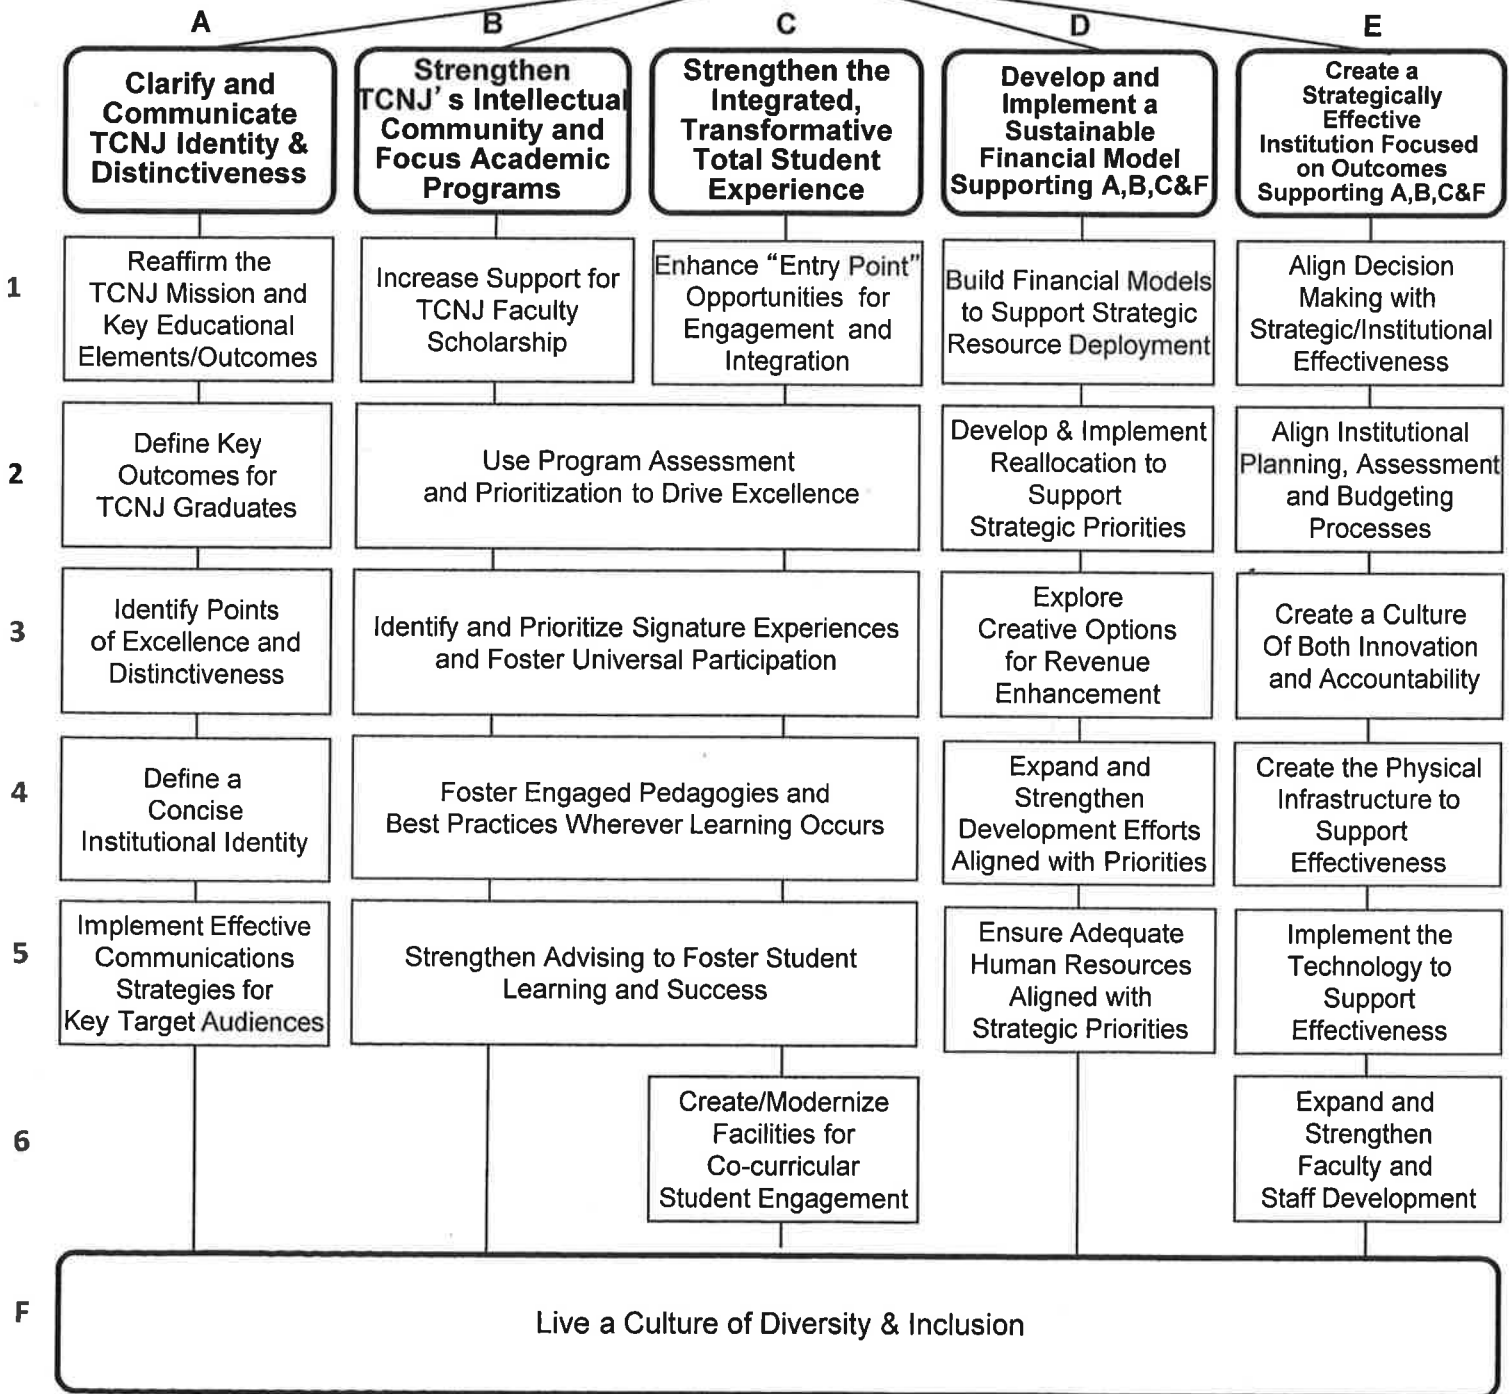 A
B
C
D
E
Clarify and
Communicate
TCNJ Identity &
Distinctiveness
Strengthen
TCNJ's Intellectual
Community and
Focus Academic
Programs
Strengthen the
Integrated,
Transformative
Total Student
Experience
Develop and
Implement a
Sustainable
Financial Model
Supporting A,B,C&F
Create a
Strategically
Effective
Institution Focused
on Outcomes
Supporting A,B,C&F
1
Reaffirm the
TCNJ Mission and
Key Educational
Elements/Outcomes
Increase Support for
TCNJ Faculty
Scholarship
Enhance “Entry Point”
Opportunities for
Engagement and
Integration
Build Financial Models
to Support Strategic
Resource Deployment
Align Decision
Making with
Strategic/Institutional
Effectiveness
2
Define Key
Outcomes for
TCNJ Graduates
Use Program Assessment
and Prioritization to Drive Excellence
Develop & Implement
Reallocation to
Support
Strategic Priorities
Align Institutional
Planning, Assessment
and Budgeting
Processes
3
Identify Points
of Excellence and
Distinctiveness
Identify and Prioritize Signature Experiences
and Foster Universal Participation
Explore
Creative Options
for Revenue
Enhancement
Create a Culture
Of Both Innovation
and Accountability
4
Define a
Concise
Institutional Identity
Foster Engaged Pedagogies and
Best Practices Wherever Learning Occurs
Expand and
Strengthen
Development Efforts
Aligned with Priorities
Create the Physical
Infrastructure to
Support
Effectiveness
5
Implement Effective
Communications
Strategies for
Key Target Audiences
Strengthen Advising to Foster Student
Learning and Success
Ensure Adequate
Human Resources
Aligned with
Strategic Priorities
Implement the
Technology to
Support
Effectiveness
6
Create/Modernize
Facilities for
Co-curricular
Student Engagement
Expand and
Strengthen
Faculty and
Staff Development
F
Live a Culture of Diversity & Inclusion